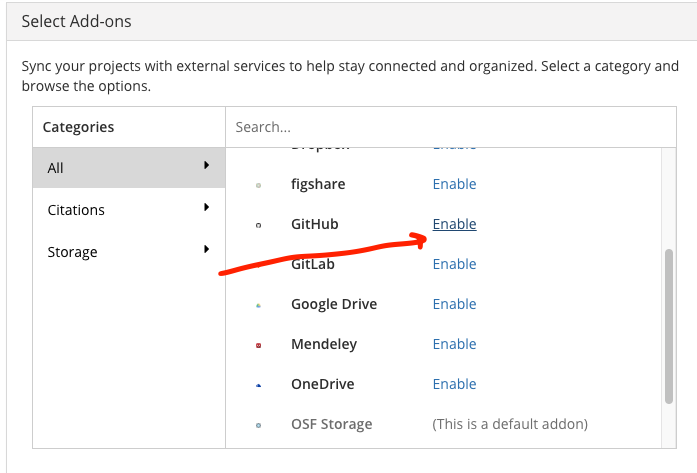 Select Add-ons
Sync your projects with external services to help stay connected and organized. Select a category and
browse the options.
Categories
Search...
All
Citations
Storage
Dropbox Enable
figshare Enable
GitHub Enable
GitLab Enable
Google Drive Enable
Mendeley Enable
OneDrive Enable
OSF Storage (This is a default addon)